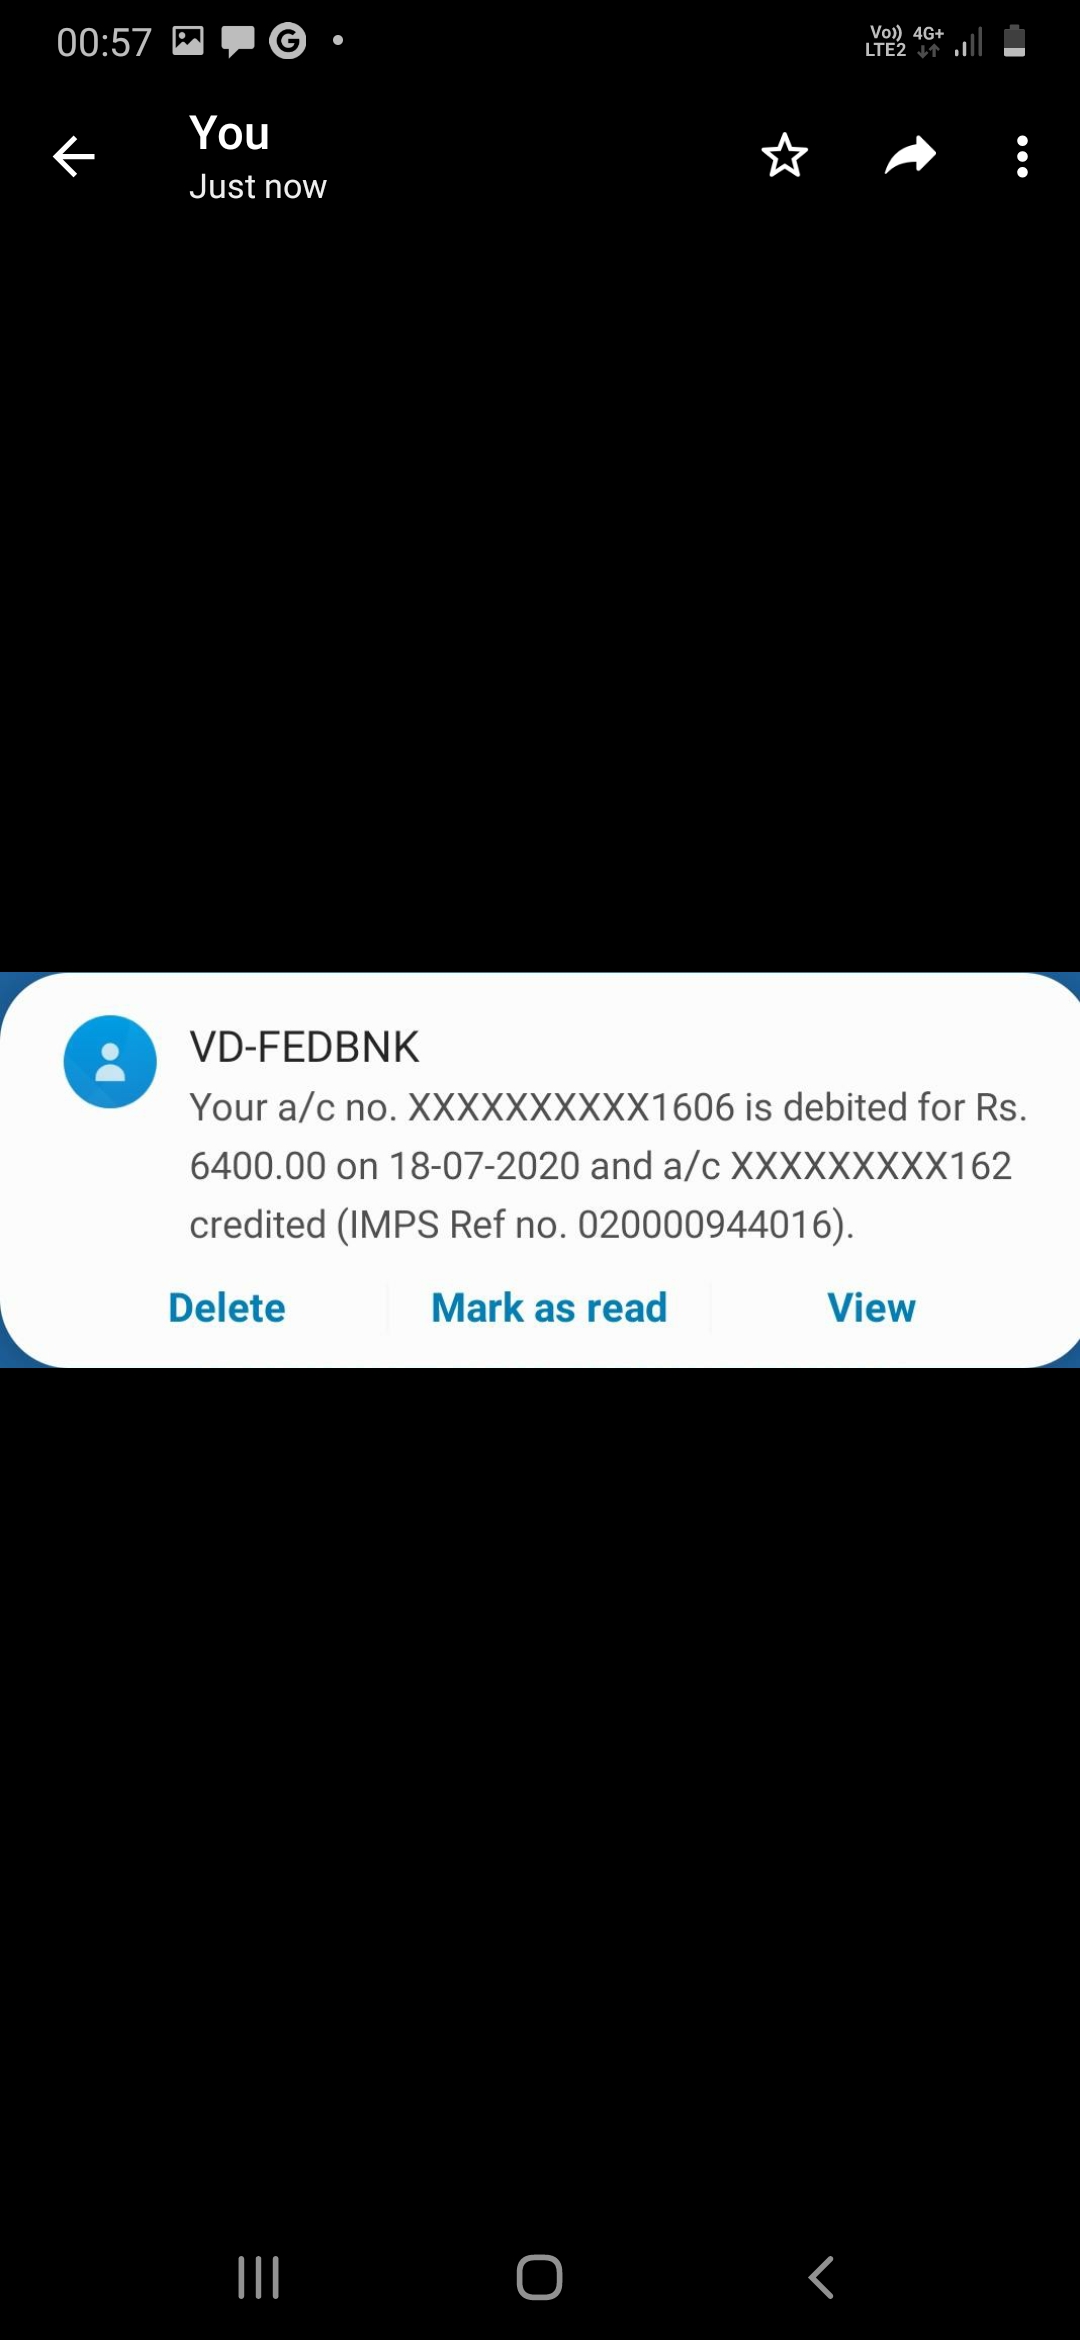 00:57
Vo)) 4G+
LTE2
You
Just now
VD-FEDBNK
Your a/c no. XXXXXXXXXX1606 is debited for Rs.
6400.00 on 18-07-2020 and a/c XXXXXXXXX162
credited (IMPS Ref no. 020000944016).
Delete Mark as read View